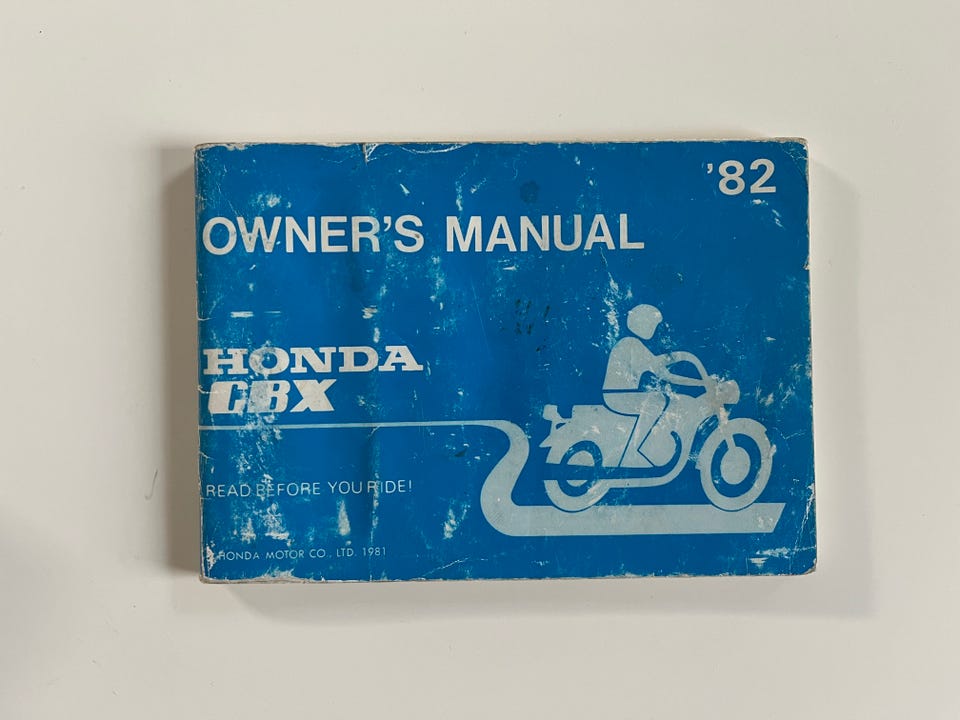 '82
OWNER'S MANUAL
HONDA
CBX
READ BEFORE YOU RIDE!
HONDA MOTOR CO., LTD. 1981